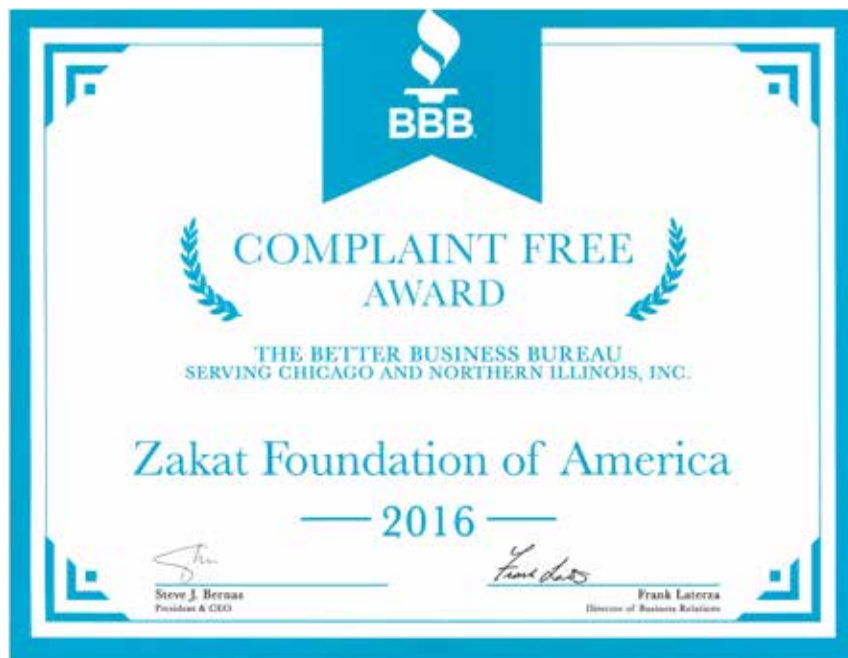 BBB
COMPLAINT FREE
AWARD
THE BETTER BUSINESS BUREAU
SERVING CHICAGO AND NORTHERN ILLINOIS, INC.
Zakat Foundation of America
2016
Steve J. Bernas
President & CEO
Frank Laterza
Director of Business Relations